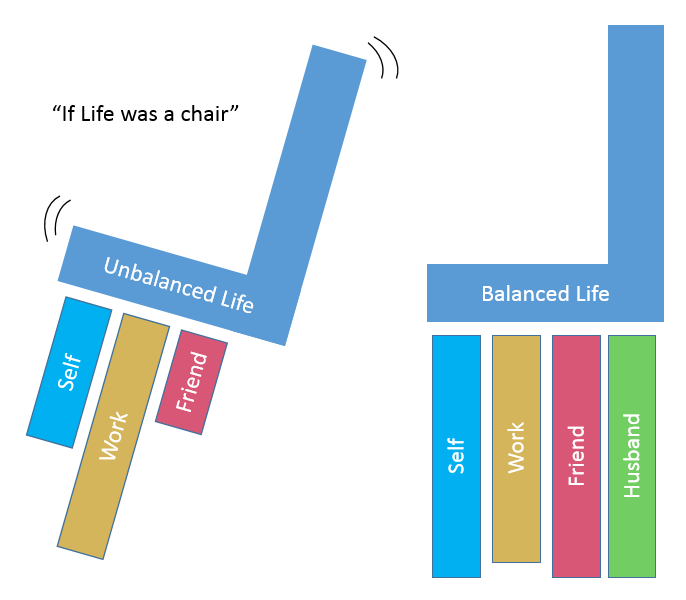 “If Life was a chair”
Unbalanced Life
Self
Work
Friend
Balanced Life
Self
Work
Friend
Husband